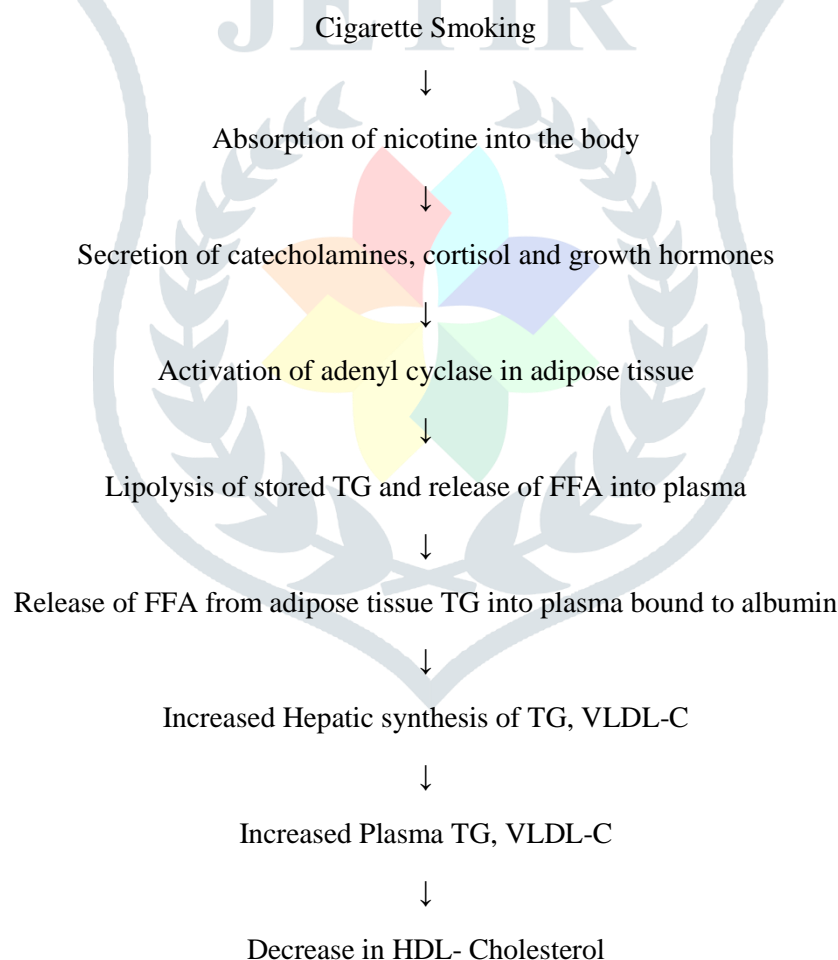 JETIR
Cigarette Smoking
↓
Absorption of nicotine into the body
↓
Secretion of catecholamines, cortisol and growth hormones
↓
Activation of adenyl cyclase in adipose tissue
↓
Lipolysis of stored TG and release of FFA into plasma
↓
Release of FFA from adipose tissue TG into plasma bound to albumin
↓
Increased Hepatic synthesis of TG, VLDL-C
↓
Increased Plasma TG, VLDL-C
↓
Decrease in HDL- Cholesterol